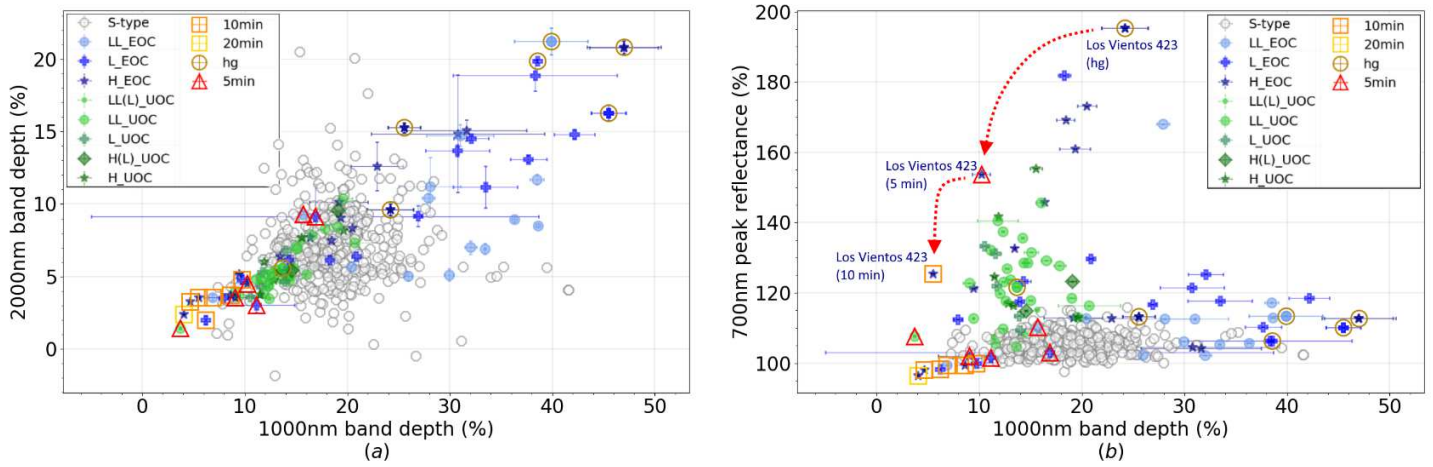 2000nm band depth (%)
20
15
10
5
0
S-type
LL_EOC
L_EOC
H_EOC
LL(L)_UOC
LL_UOC
L_UOC
H(L)_UOC
H_UOC
10min
20min
hg
5min
0 10 20 30 40 50
1000nm band depth (%)
(a)
700nm peak reflectance (%)
200
180
160
140
120
100
Los Vientos 423
(hg)
Los Vientos 423
(5 min)
Los Vientos 423
(10 min)
S-type
LL_EOC
L_EOC
H_EOC
LL(L)_UOC
LL_UOC
L_UOC
H(L)_UOC
H_UOC
10min
20min
hg
5min
0 10 20 30 40 50
1000nm band depth (%)
(b)